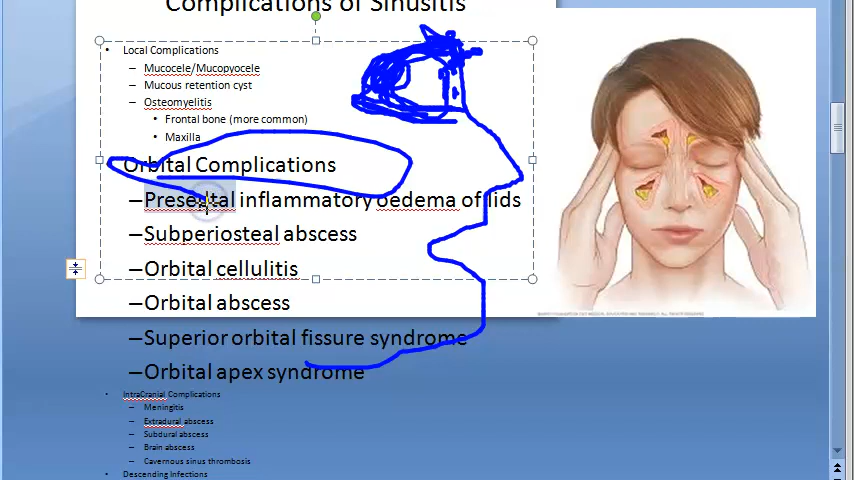 Complications of Sinusitis
Local Complications
Mucocele/Mucopyocele
Mucous retention cyst
Osteomyelitis
Frontal bone (more common)
Maxilla
Orbital Complications
inflammatory oedema of lids
Subperiosteal abscess
Orbital cellulitis
Orbital abscess
Superior orbital fissure syndrome
Orbital apex syndrome
IntraCranial Complications
Meningitis
Extradural abscess
Subdural abscess
Brain abscess
Cavernous sinus thrombosis
Descending Infections